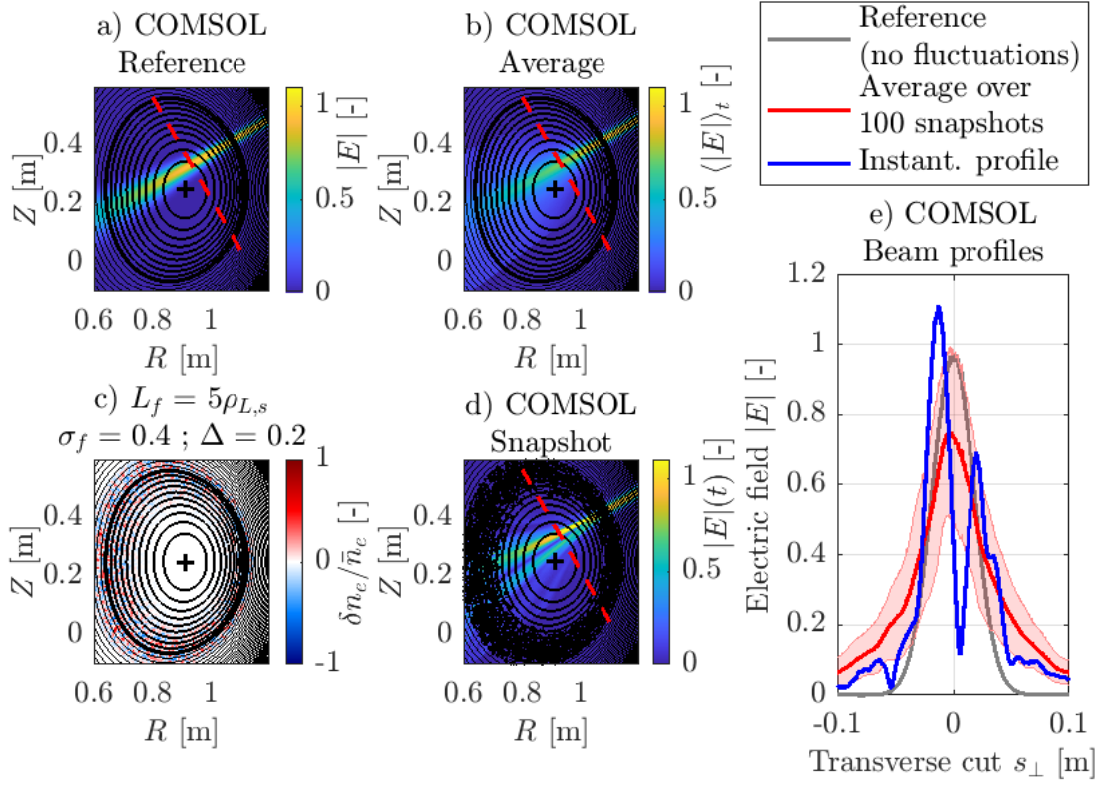 a) COMSOL
Reference
0.4
0.2
0
Z [m]
0.6 0.8 1
R [m]
1
0.5
0
|E| [-]
b) COMSOL
Average
0.4
0.2
0
Z [m]
0.6 0.8 1
R [m]
1
0.5
0
⟨|E|⟩t [-]
Reference
(no fluctuations)
Average over
100 snapshots
Instant. profile
c) L_f = 5ρ_{L,s}
σ_f = 0.4 ; Δ = 0.2
0.4
0.2
0
Z [m]
0.6 0.8 1
R [m]
1
0
-1
δn_e/n̄_e [-]
d) COMSOL
Snapshot
0.4
0.2
0
Z [m]
0.6 0.8 1
R [m]
1
0.5
0
|E|(t) [-]
e) COMSOL
Beam profiles
1.2
1
0.8
0.6
0.4
0.2
0
Electric field |E| [-]
-0.1 0 0.1
Transverse cut s⊥ [m]